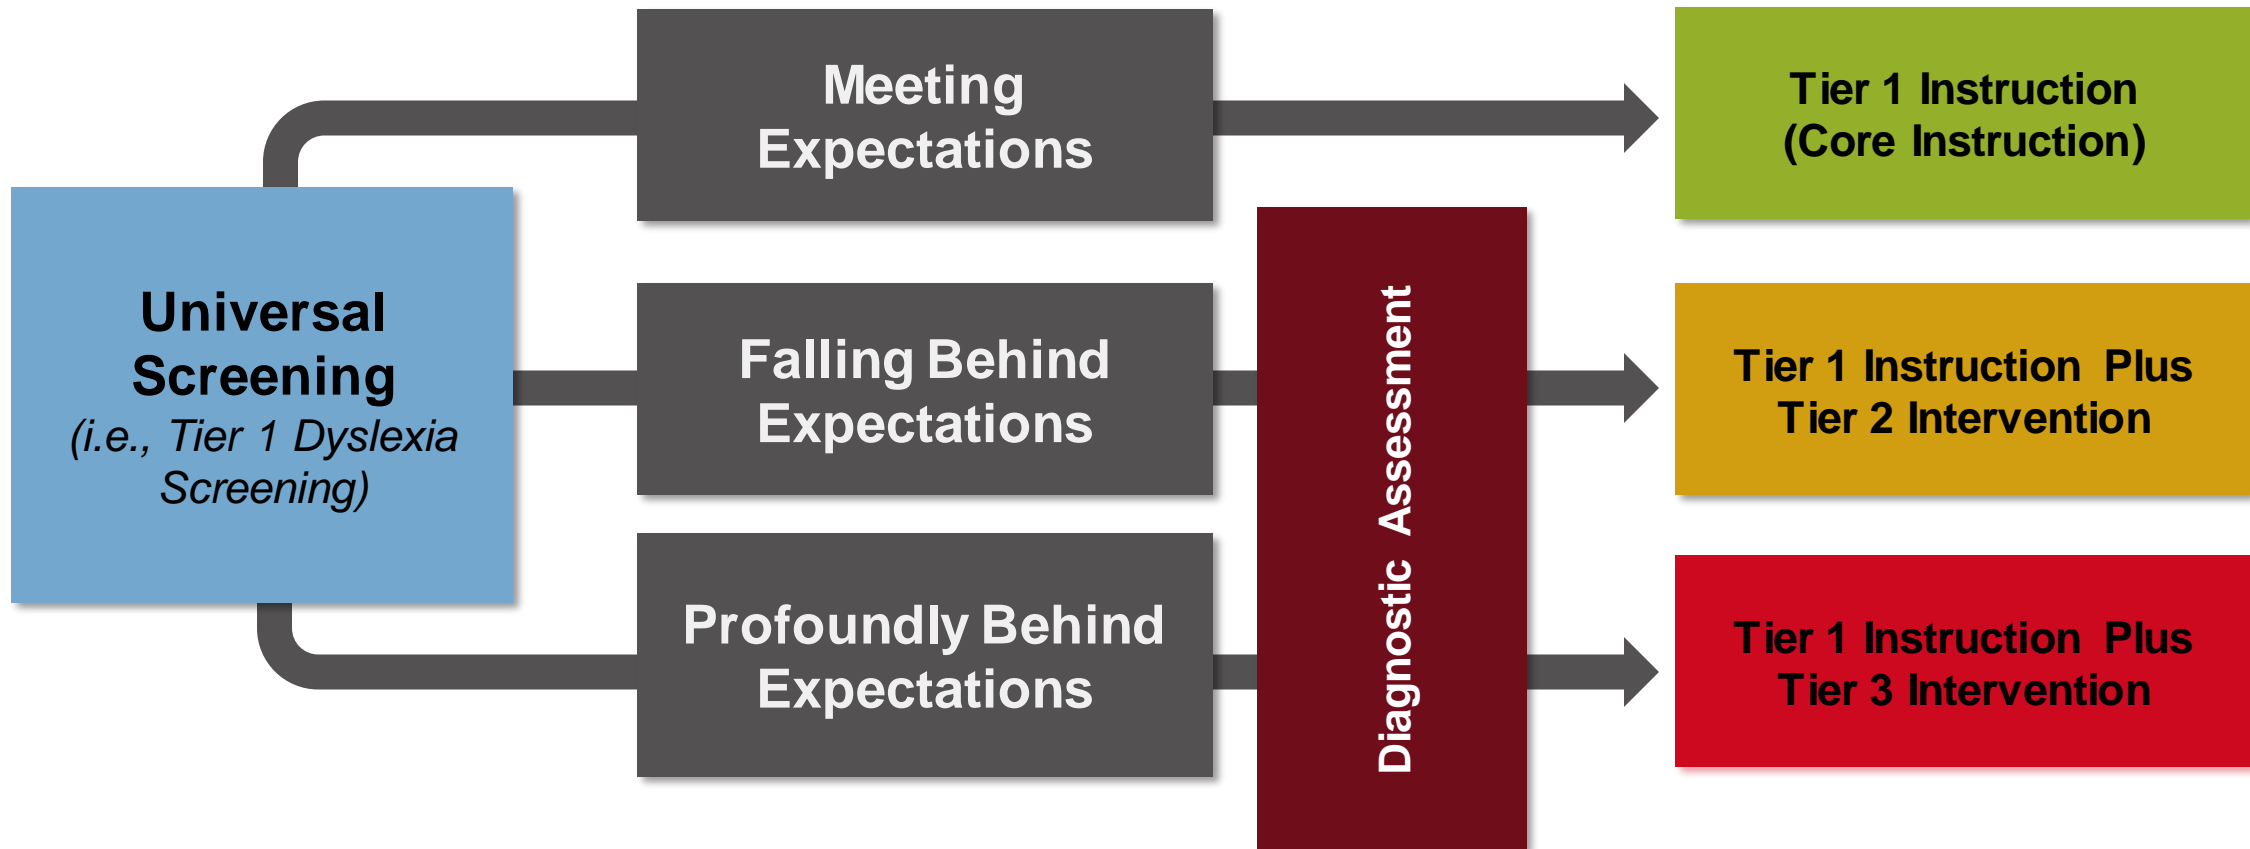 Universal
Screening
(i.e., Tier 1 Dyslexia
Screening)
Meeting
Expectations
Falling Behind
Expectations
Profoundly Behind
Expectations
Diagnostic Assessment
Tier 1 Instruction
(Core Instruction)
Tier 1 Instruction Plus
Tier 2 Intervention
Tier 1 Instruction Plus
Tier 3 Intervention